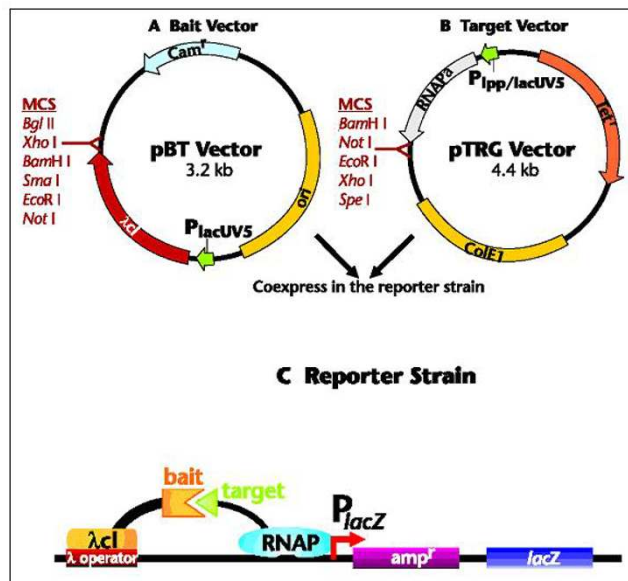 A Bait Vector
Camʳ
MCS
Bgl II
Xho I
BamH I
Sma I
EcoR I
Not I
pBT Vector
3.2 kb
ori
λcI
PlacUV5
B Target Vector
Plpp/lacUV5
RNAPa
Tetʳ
MCS
BamH I
Not I
EcoR I
Xho I
Spe I
pTRG Vector
4.4 kb
ColE1
Coexpress in the reporter strain
C Reporter Strain
bait
target
λcI
λ operator
RNAP
PlacZ
ampʳ
lacZ